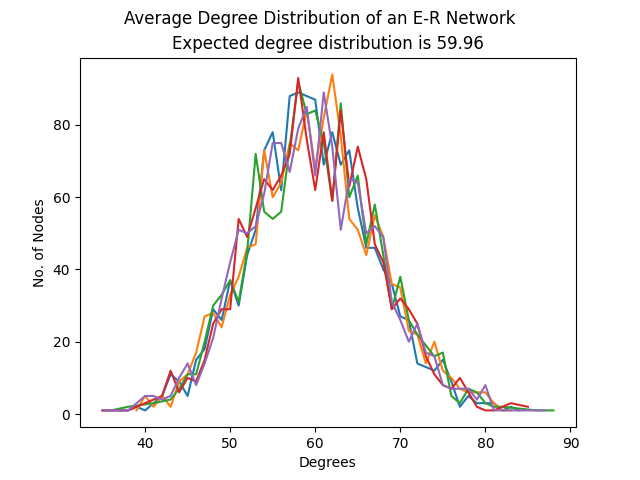 Average Degree Distribution of an E-R Network
Expected degree distribution is 59.96
No. of Nodes
80
60
40
20
0
40 50 60 70 80 90
Degrees